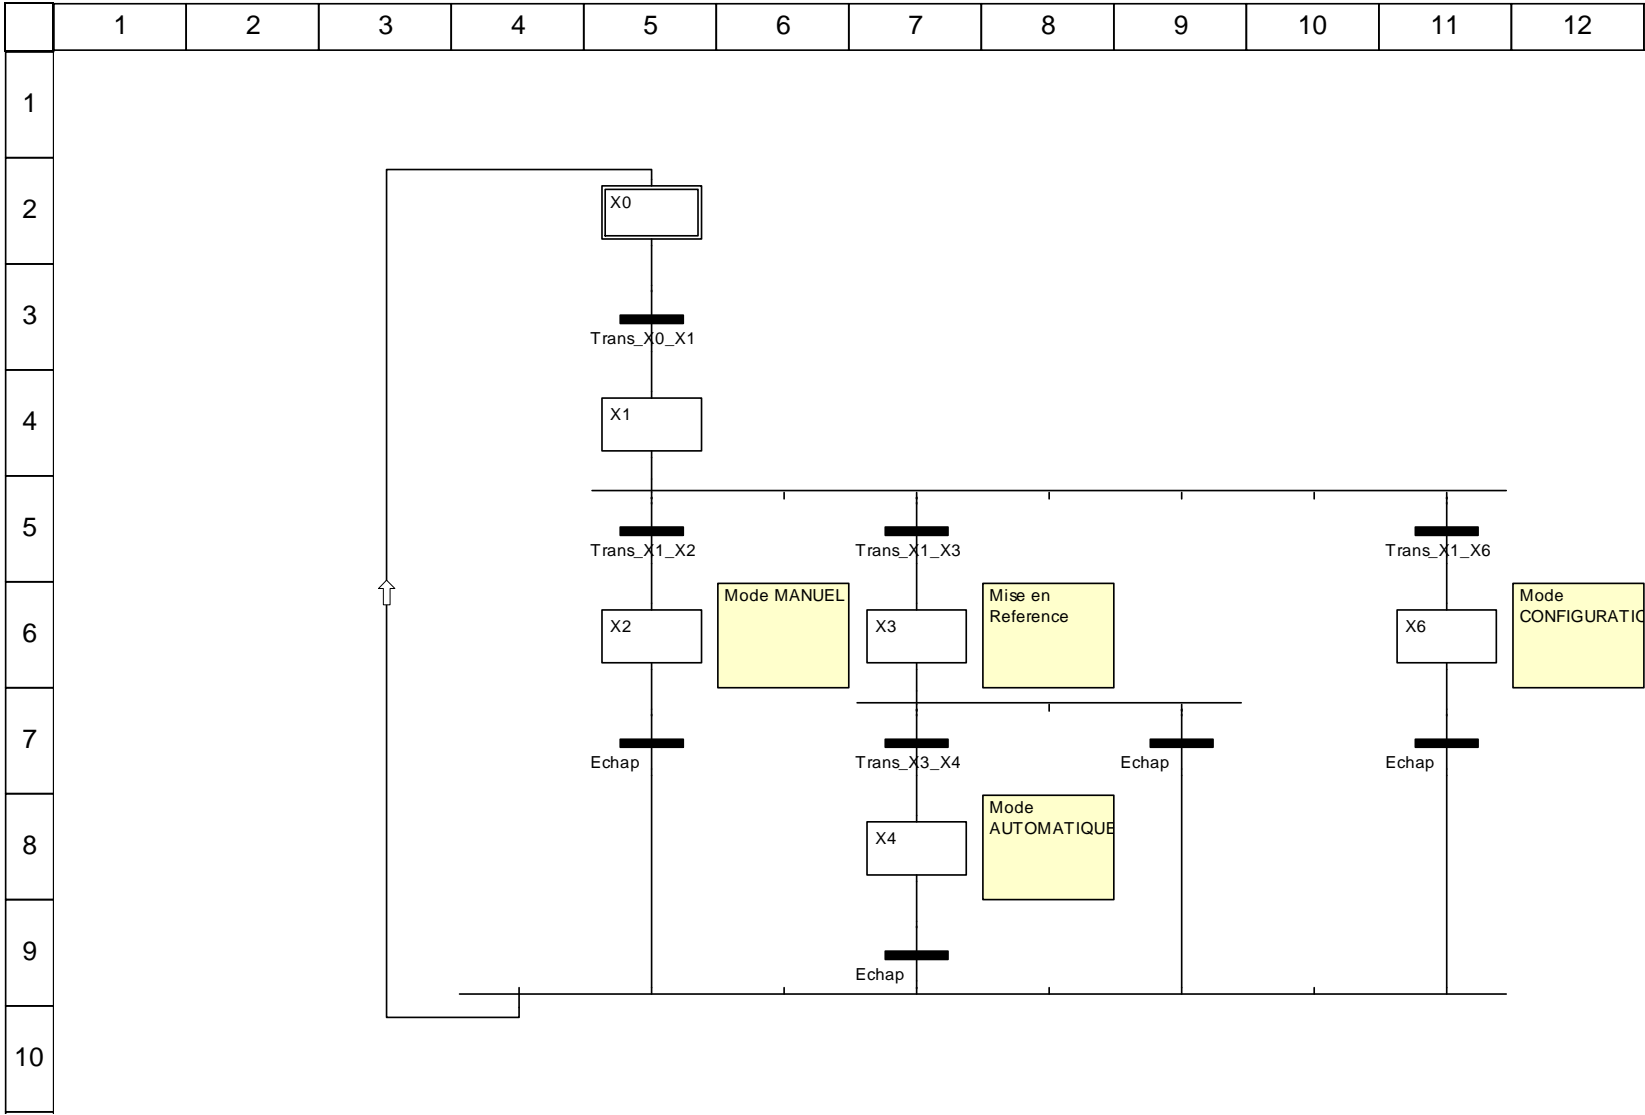 1 2 3 4 5 6 7 8 9 10 11 12
1
2
X0
3
Trans_X0_X1
4
X1
5
Trans_X1_X2 Trans_X1_X3 Trans_X1_X6
6
Mode MANUEL
Mise en
Reference
Mode
CONFIGURATIO
X2 X3 X6
7
Echap Trans_X3_X4 Echap Echap
8
Mode
AUTOMATIQUE
X4
9
Echap
10